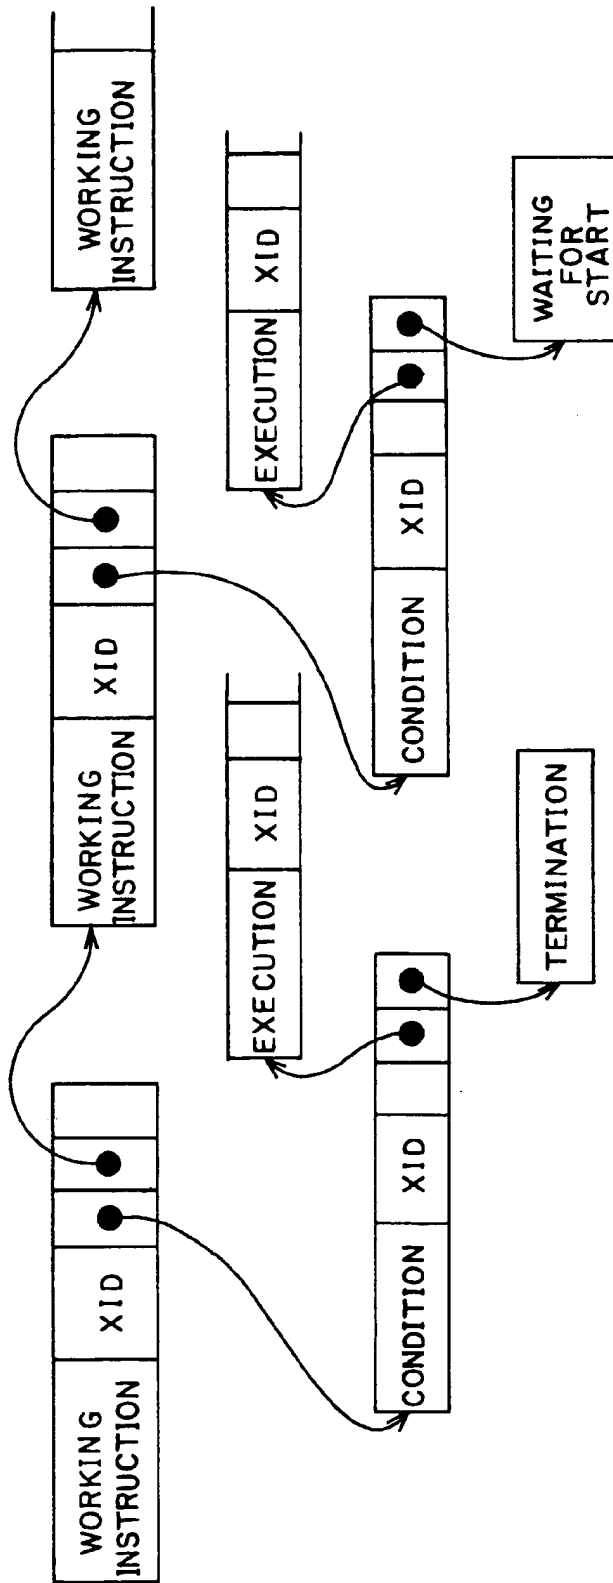 WORKING
INSTRUCTION
XID
WORKING
INSTRUCTION
XID
WORKING
INSTRUCTION
EXECUTION
XID
EXECUTION
XID
CONDITION
XID
CONDITION
XID
TERMINATION
WAITING
FOR
START